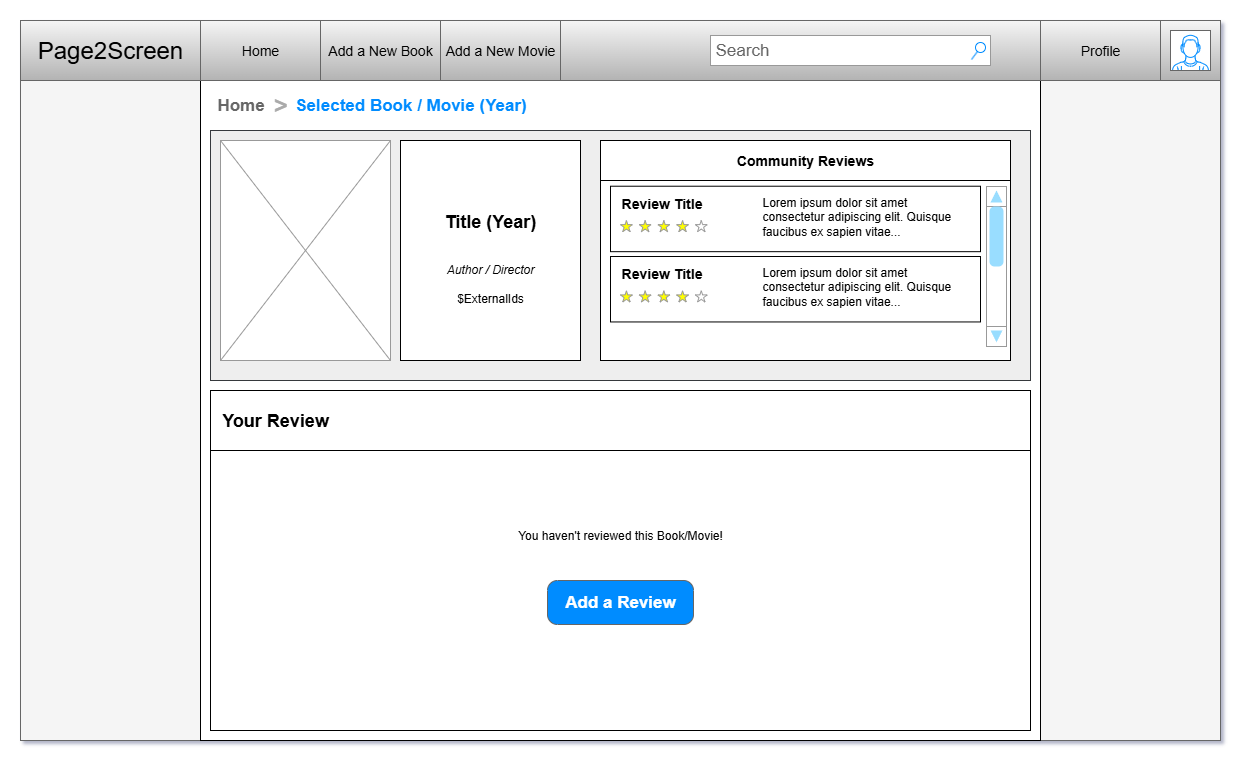 Page2Screen
Home
Add a New Book
Add a New Movie
Search
Profile
Home > Selected Book / Movie (Year)
Title (Year)
Author / Director
$ExternalIds
Community Reviews
Review Title
Lorem ipsum dolor sit amet
consectetur adipiscing elit. Quisque
faucibus ex sapien vitae...
Review Title
Lorem ipsum dolor sit amet
consectetur adipiscing elit. Quisque
faucibus ex sapien vitae...
Your Review
You haven't reviewed this Book/Movie!
Add a Review